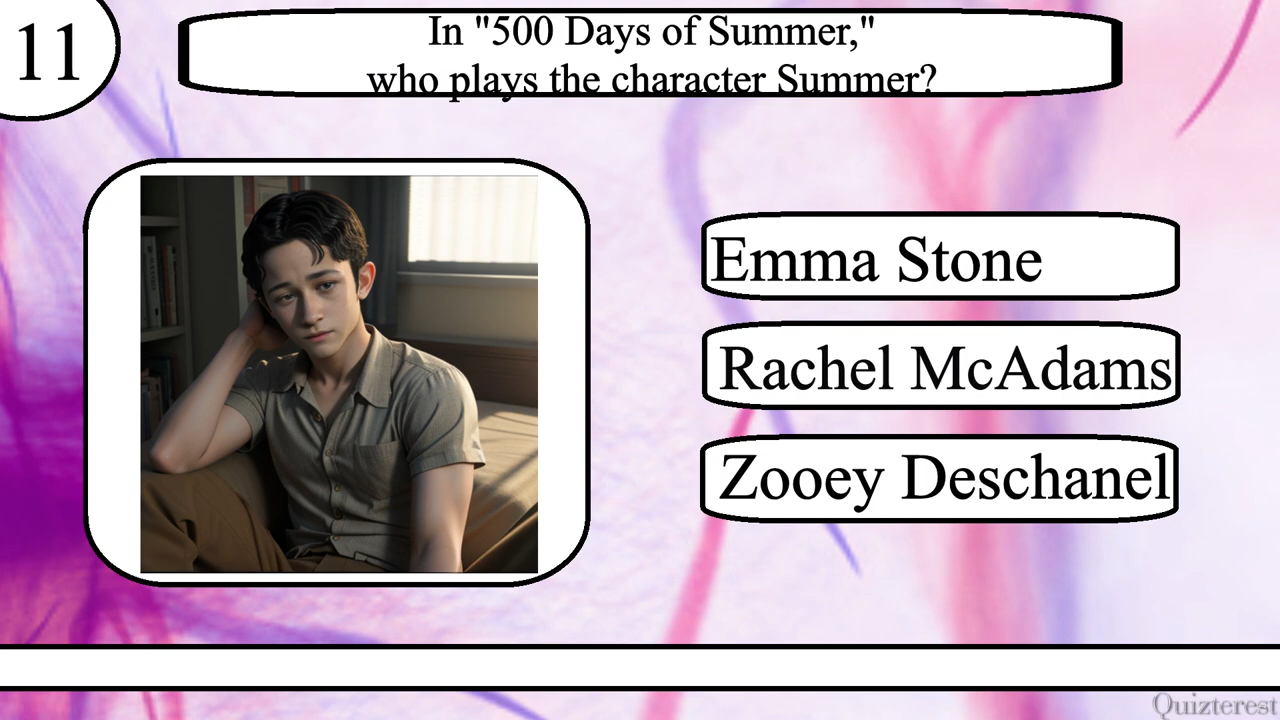 11
In "500 Days of Summer,"
who plays the character Summer?
Emma Stone
Rachel McAdams
Zooey Deschanel
Quizterest